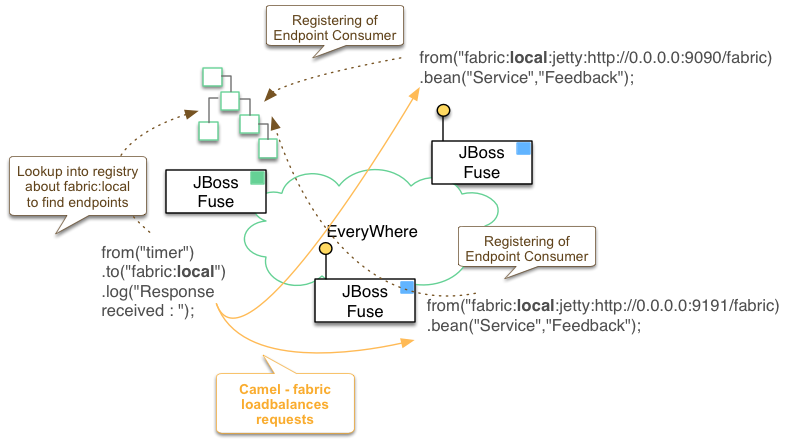 Registering of
Endpoint Consumer
from("fabric:local:jetty:http://0.0.0.0:9090/fabric)
.bean("Service","Feedback");
JBoss
Fuse
Lookup into registry
about fabric:local
to find endpoints
JBoss
Fuse
EveryWhere
Registering of
Endpoint Consumer
from("timer")
.to("fabric:local")
.log("Response
received : ");
JBoss
Fuse
from("fabric:local:jetty:http://0.0.0.0:9191/fabric)
.bean("Service","Feedback");
Camel - fabric
loadbalances
requests